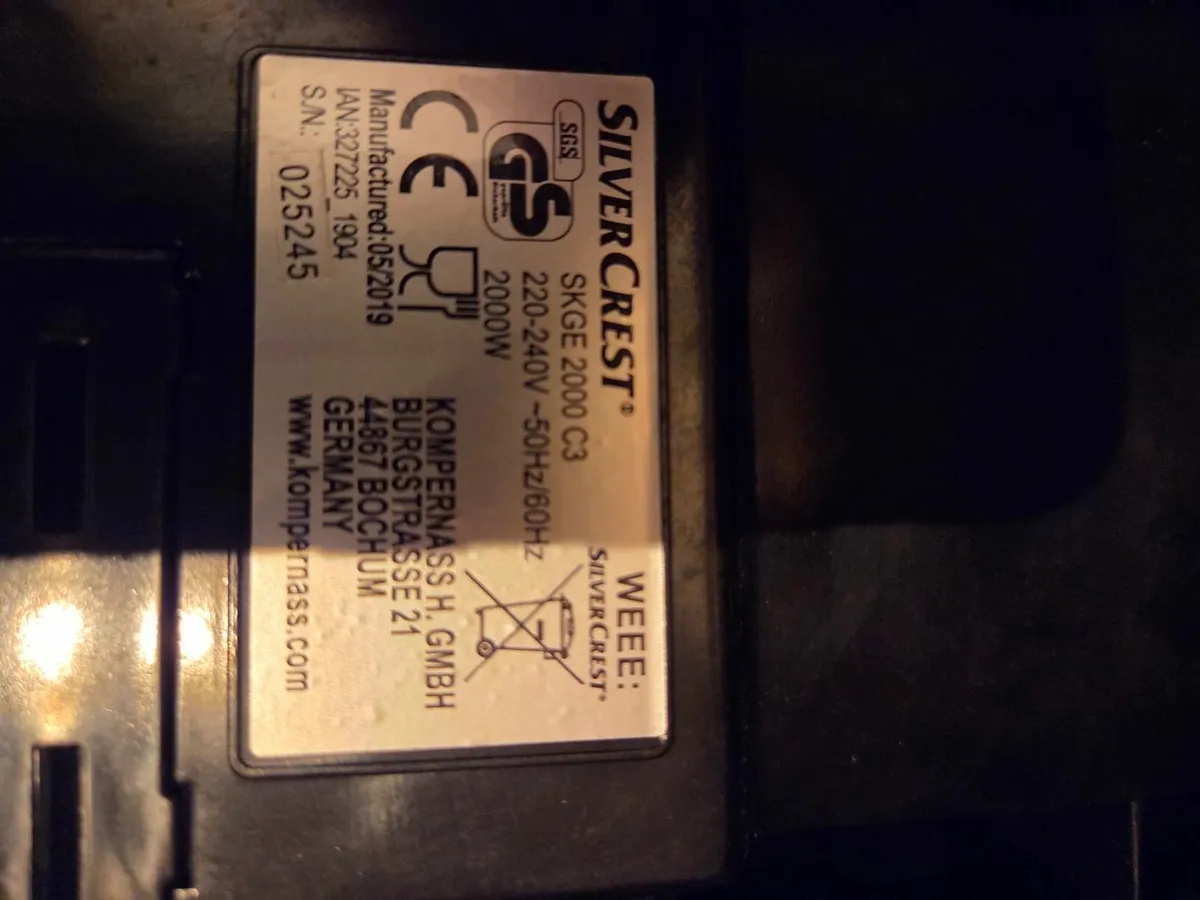 SILVERCREST®
SKGE 2000 C3
220-240V ~50Hz/60Hz
2000W
SGS
GS
CE
Manufactured:05/2019
IAN:327225_1904
S./N.: 025245
WEEE:
SILVERCREST®
KOMPERNASS H. GMBH
BURGSTRASSE 21
44867 BOCHUM
GERMANY
www.kompernass.com